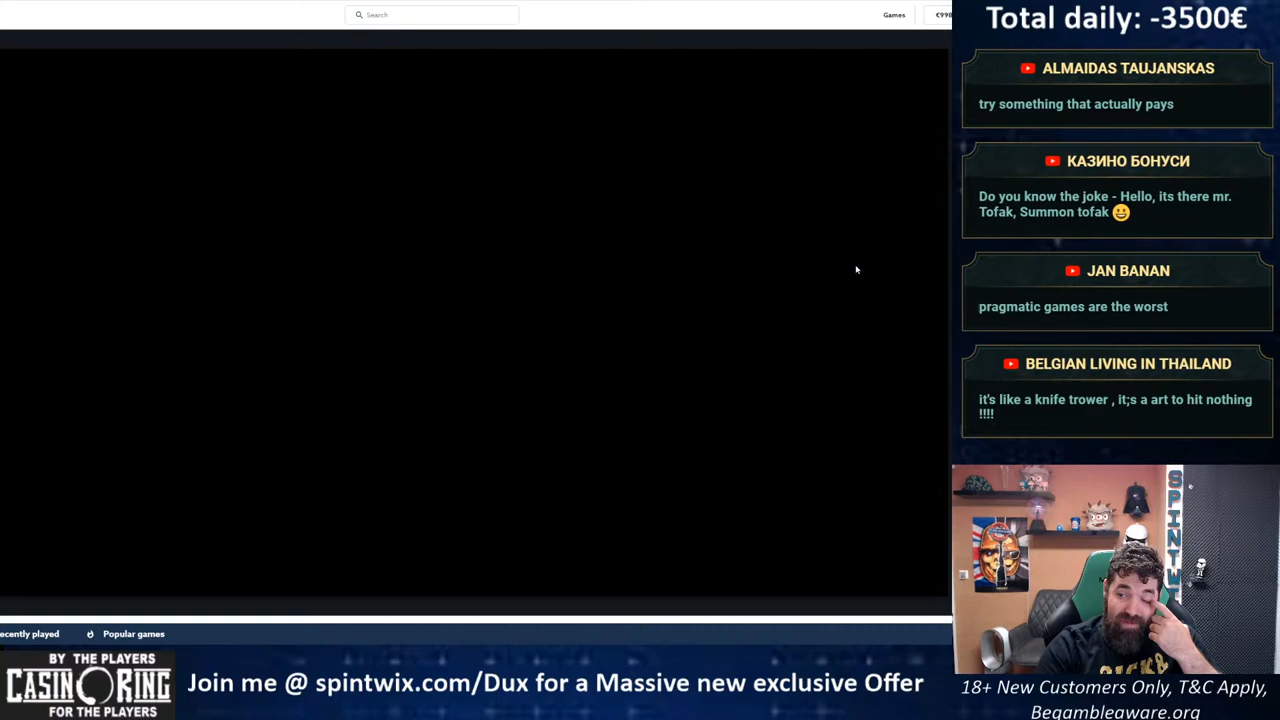 Search
Games
€998
Total daily: -3500€
ALMAIDAS TAUJANSKAS
try something that actually pays
КАЗИНО БОНУСИ
Do you know the joke - Hello, its there mr.
Tofak, Summon tofak
JAN BANAN
pragmatic games are the worst
BELGIAN LIVING IN THAILAND
it's like a knife trower , it;s a art to hit nothing
!!!!
SPINTW
ecently played
Popular games
BY THE PLAYERS
CASINORING
FOR THE PLAYERS
Join me @ spintwix.com/Dux for a Massive new exclusive Offer
18+ New Customers Only, T&C Apply,
Begambleaware.org